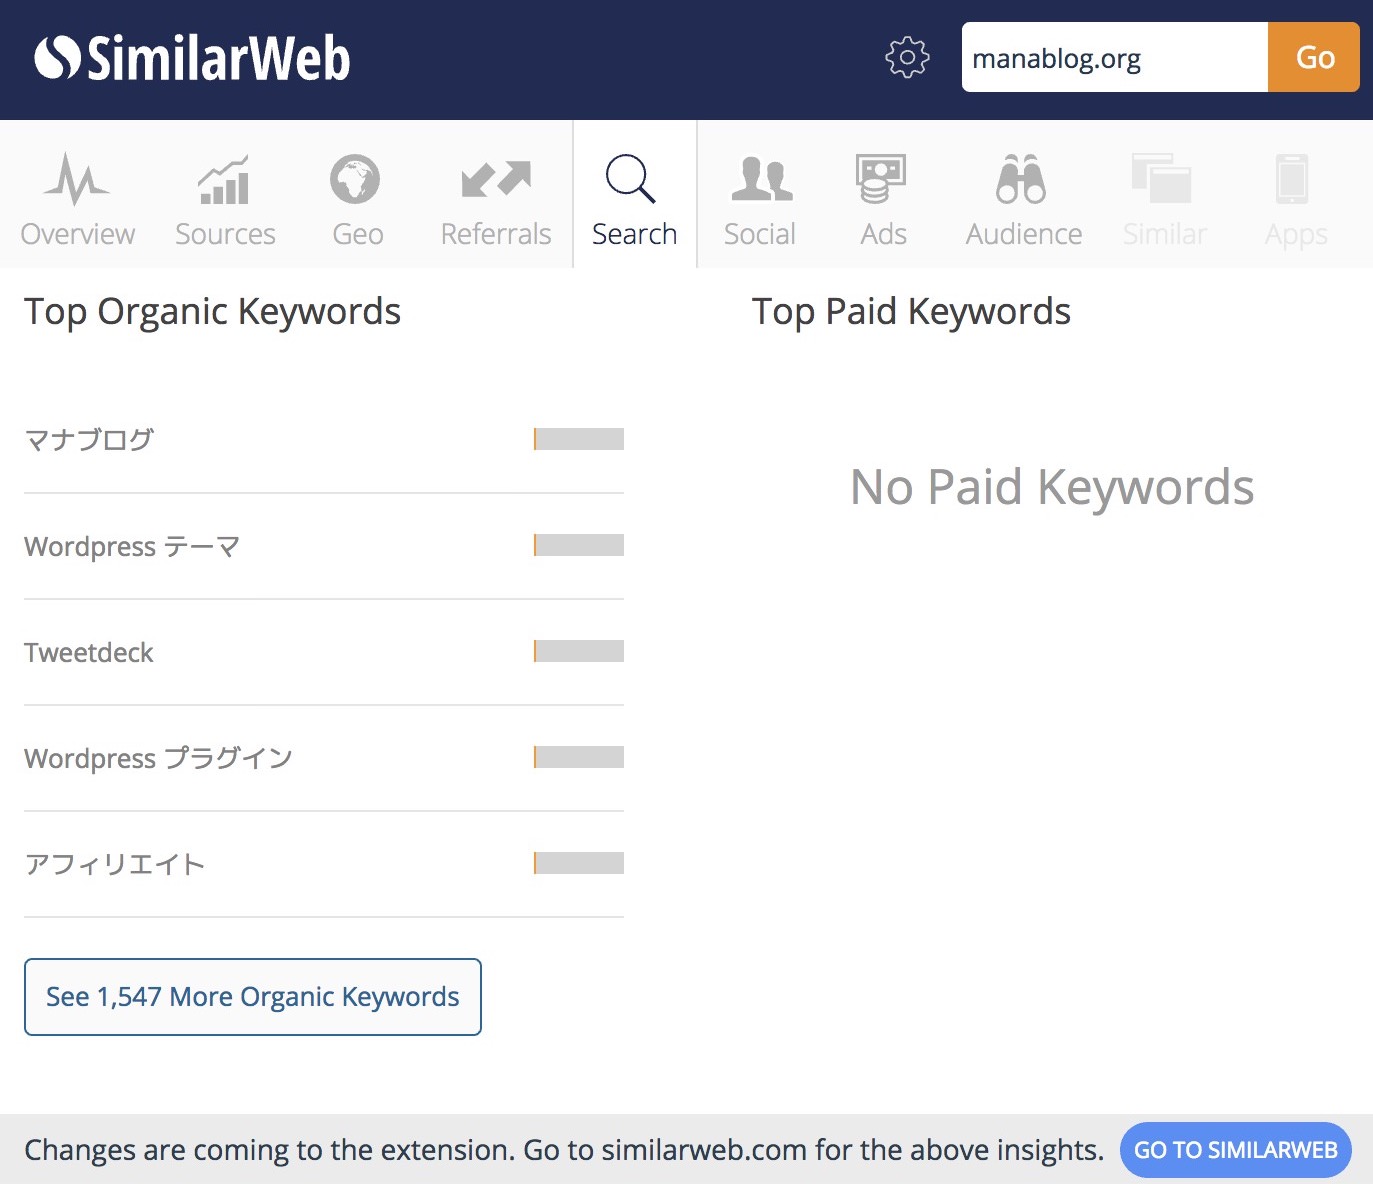 SimilarWeb
manablog.org
Go
Overview
Sources
Geo
Referrals
Search
Social
Ads
Audience
Similar
Apps
Top Organic Keywords
マナブログ
Wordpress テーマ
Tweetdeck
Wordpress プラグイン
アフィリエイト
See 1,547 More Organic Keywords
Top Paid Keywords
No Paid Keywords
Changes are coming to the extension. Go to similarweb.com for the above insights.
GO TO SIMILARWEB